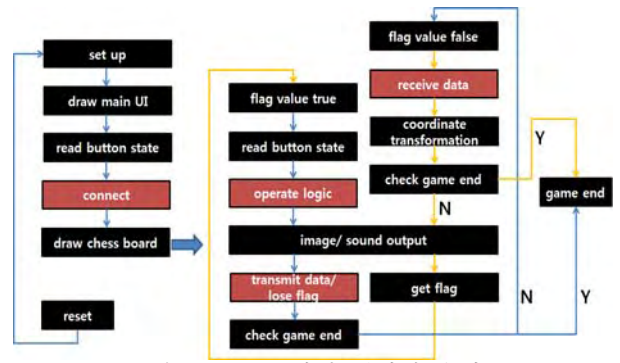 set up
draw main UI
read button state
connect
draw chess board
reset
flag value true
read button state
operate logic
image/ sound output
transmit data/
lose flag
check game end
flag value false
receive data
coordinate
transformation
check game end
N
get flag
Y
game end
N
Y